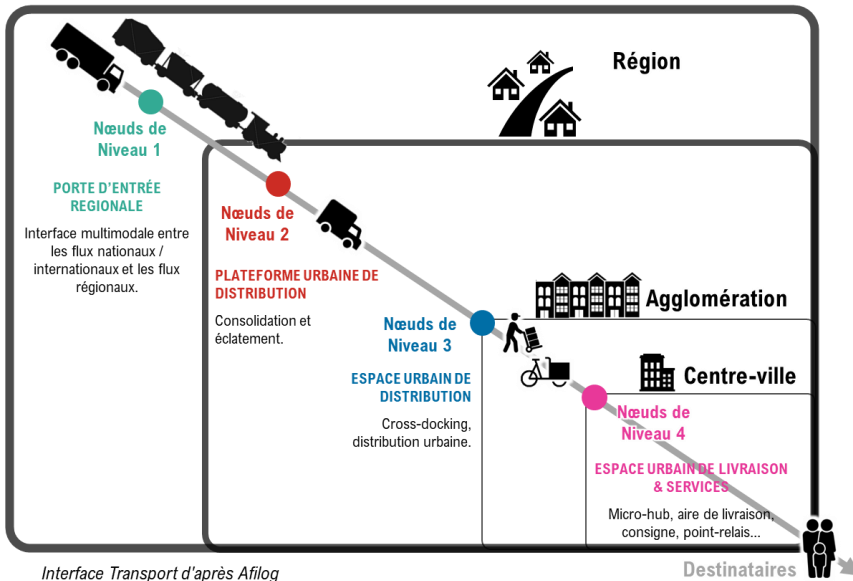 Région
Nœuds de
Niveau 1
PORTE D'ENTRÉE
REGIONALE
Interface multimodale entre
les flux nationaux /
internationaux et les flux
régionaux.
Nœuds de
Niveau 2
PLATEFORME URBAINE DE
DISTRIBUTION
Consolidation et
éclatement.
Agglomération
Nœuds de
Niveau 3
ESPACE URBAIN DE
DISTRIBUTION
Cross-docking,
distribution urbaine.
Centre-ville
Nœuds de
Niveau 4
ESPACE URBAIN DE LIVRAISON
& SERVICES
Micro-hub, aire de livraison,
consigne, point-relais...
Destinataires
Interface Transport d'après Afilog